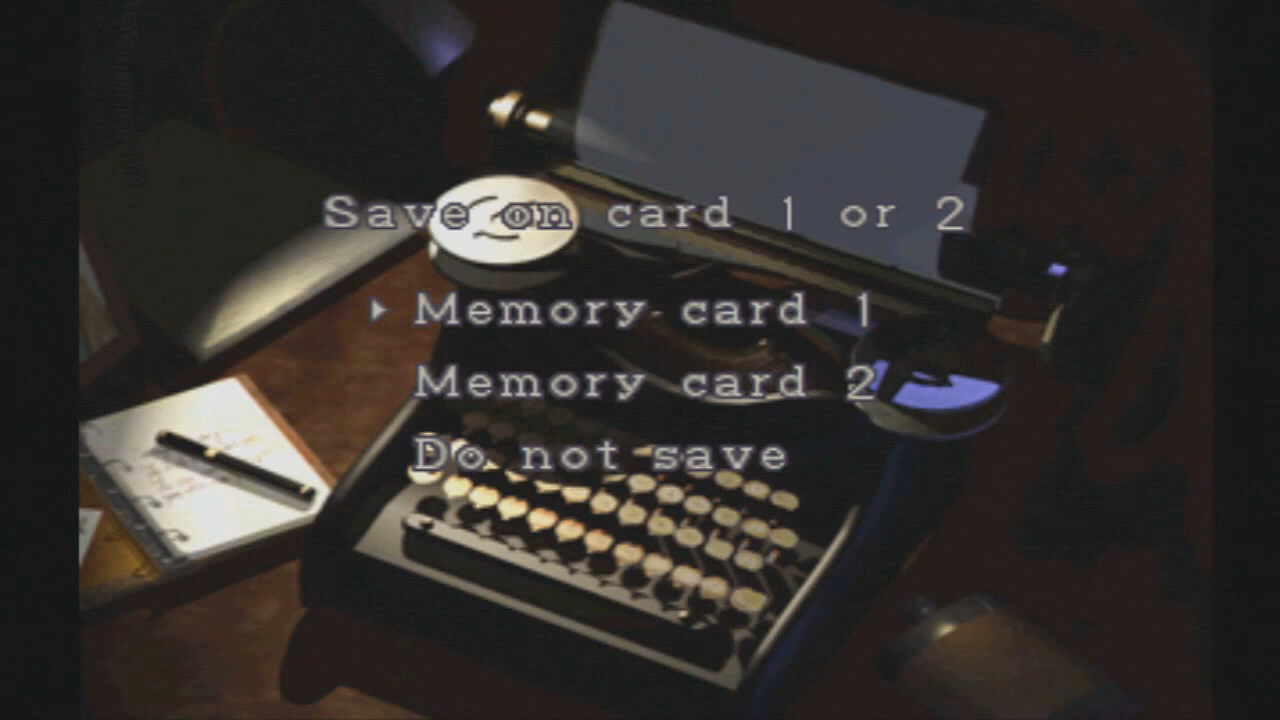 Save on card 1 or 2
Memory card 1
Memory card 2
Do not save